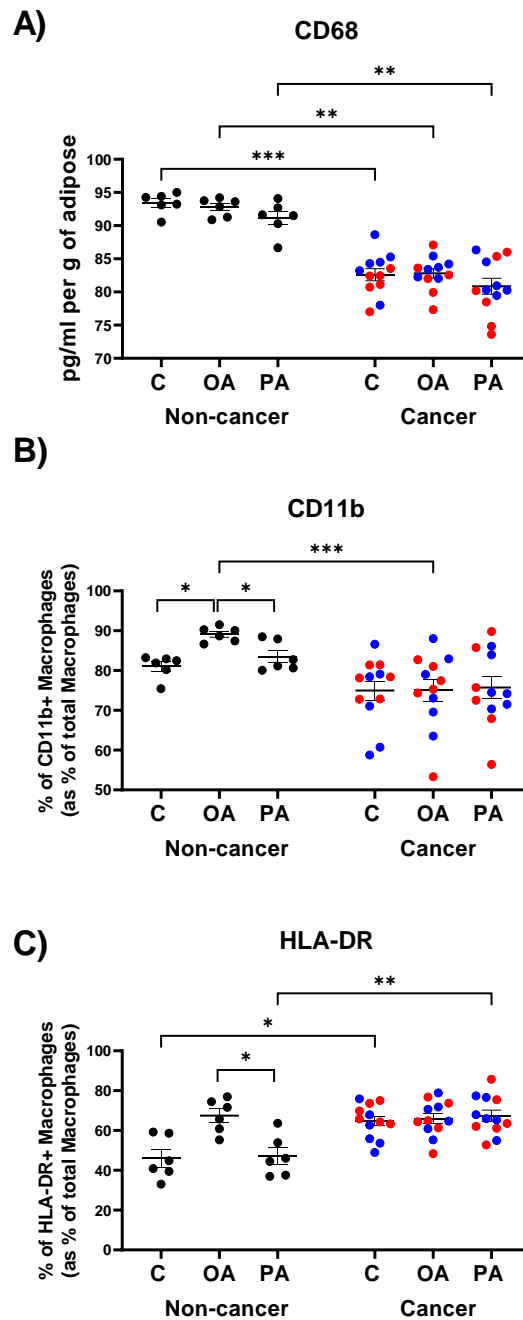 A)
CD68
**
**
***
pg/ml per g of adipose
100
95
90
85
80
75
70
C OA PA C OA PA
Non-cancer Cancer
B)
CD11b
***
* *
% of CD11b+ Macrophages
(as % of total Macrophages)
100
90
80
70
60
50
C OA PA C OA PA
Non-cancer Cancer
C)
HLA-DR
**
*
*
% of HLA-DR+ Macrophages
(as % of total Macrophages)
100
80
60
40
20
0
C OA PA C OA PA
Non-cancer Cancer